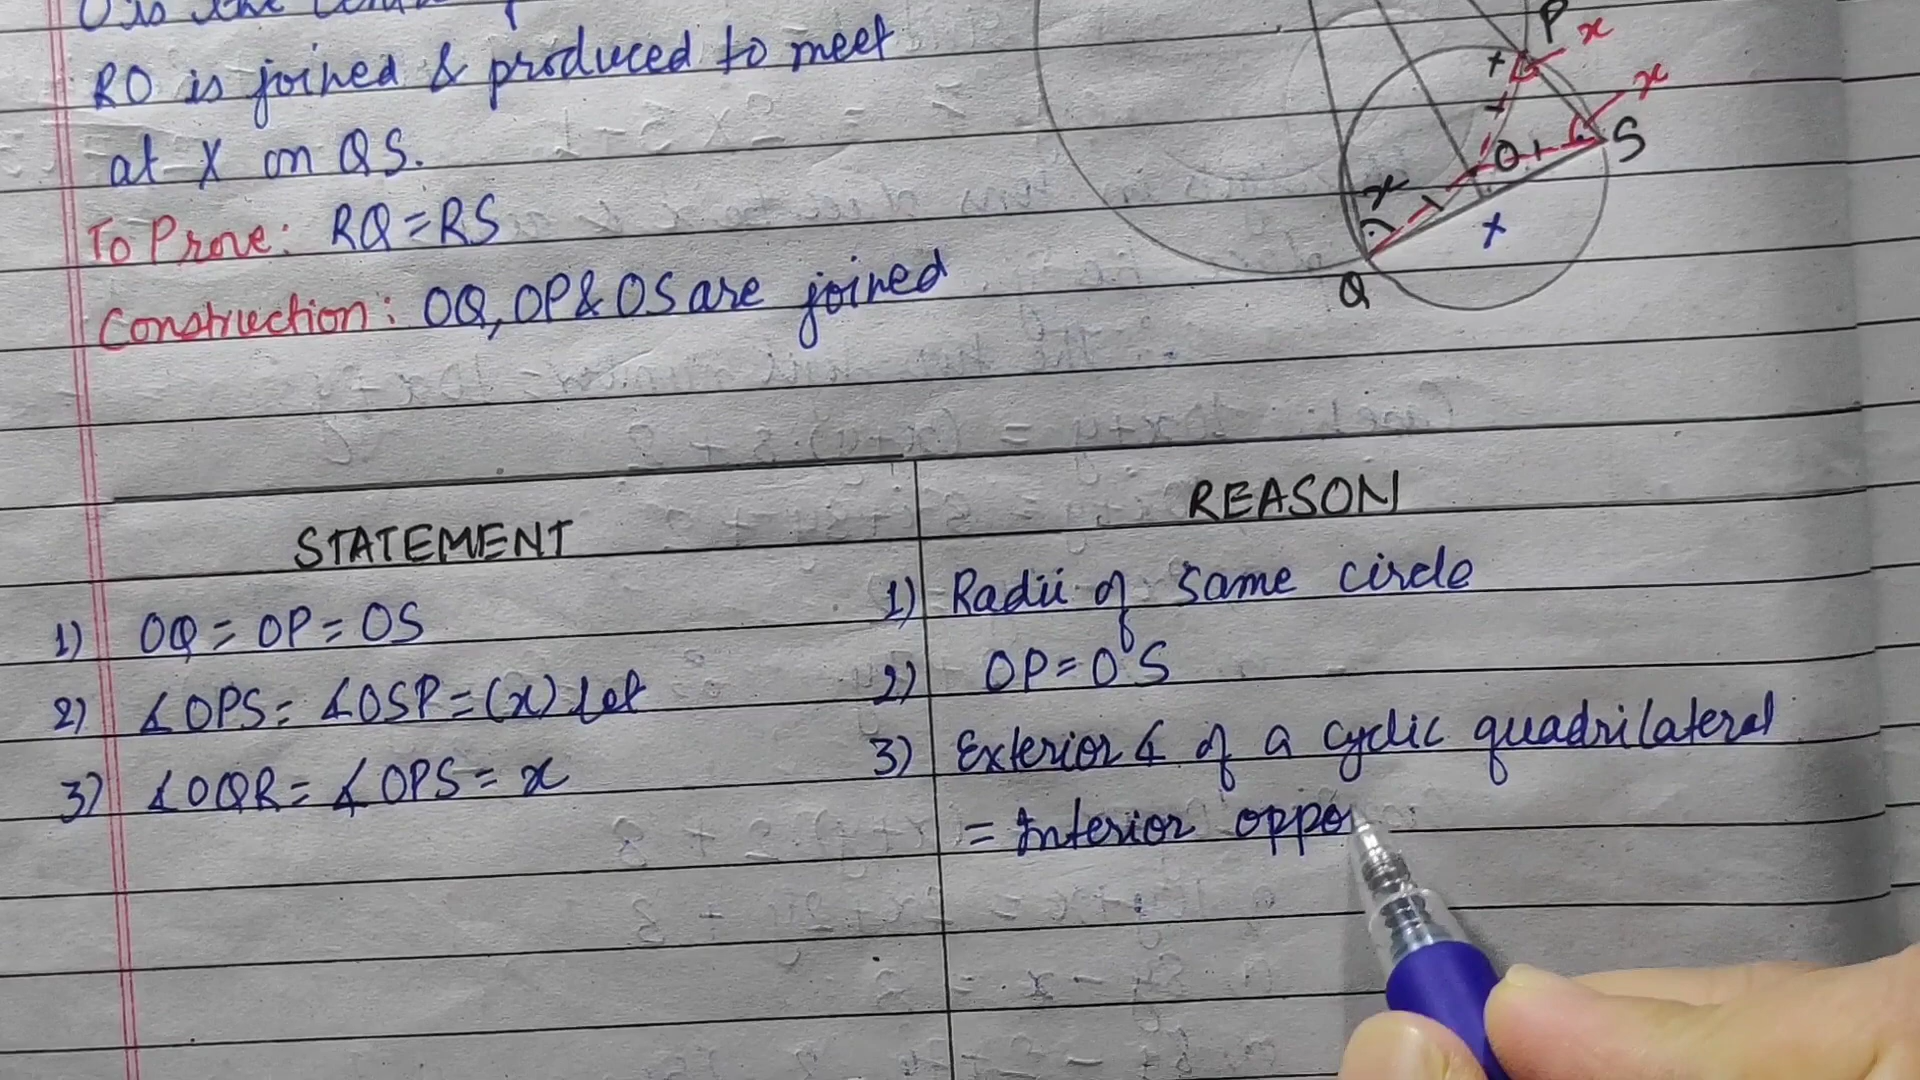 O is the
RO is joined & produced to meet
at X on QS.
To Prove: RQ = RS
Construction: OQ, OP & OS are joined
P
x
x
S
O
x
x
Q
STATEMENT
REASON
1) OQ = OP = OS
1) Radii of same circle
2) ∡OPS = ∡OSP = (x) let
2) OP = OS
3) ∡OQR = ∡OPS = x
3) Exterior ∡ of a cyclic quadrilateral
= Interior oppo